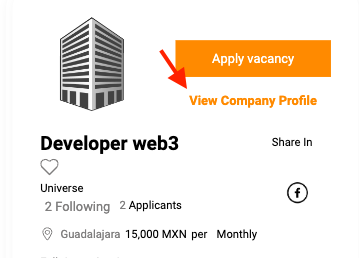 Apply vacancy
View Company Profile
Developer web3
Share In
Universe
2 Following 2 Applicants
Guadalajara 15,000 MXN per Monthly